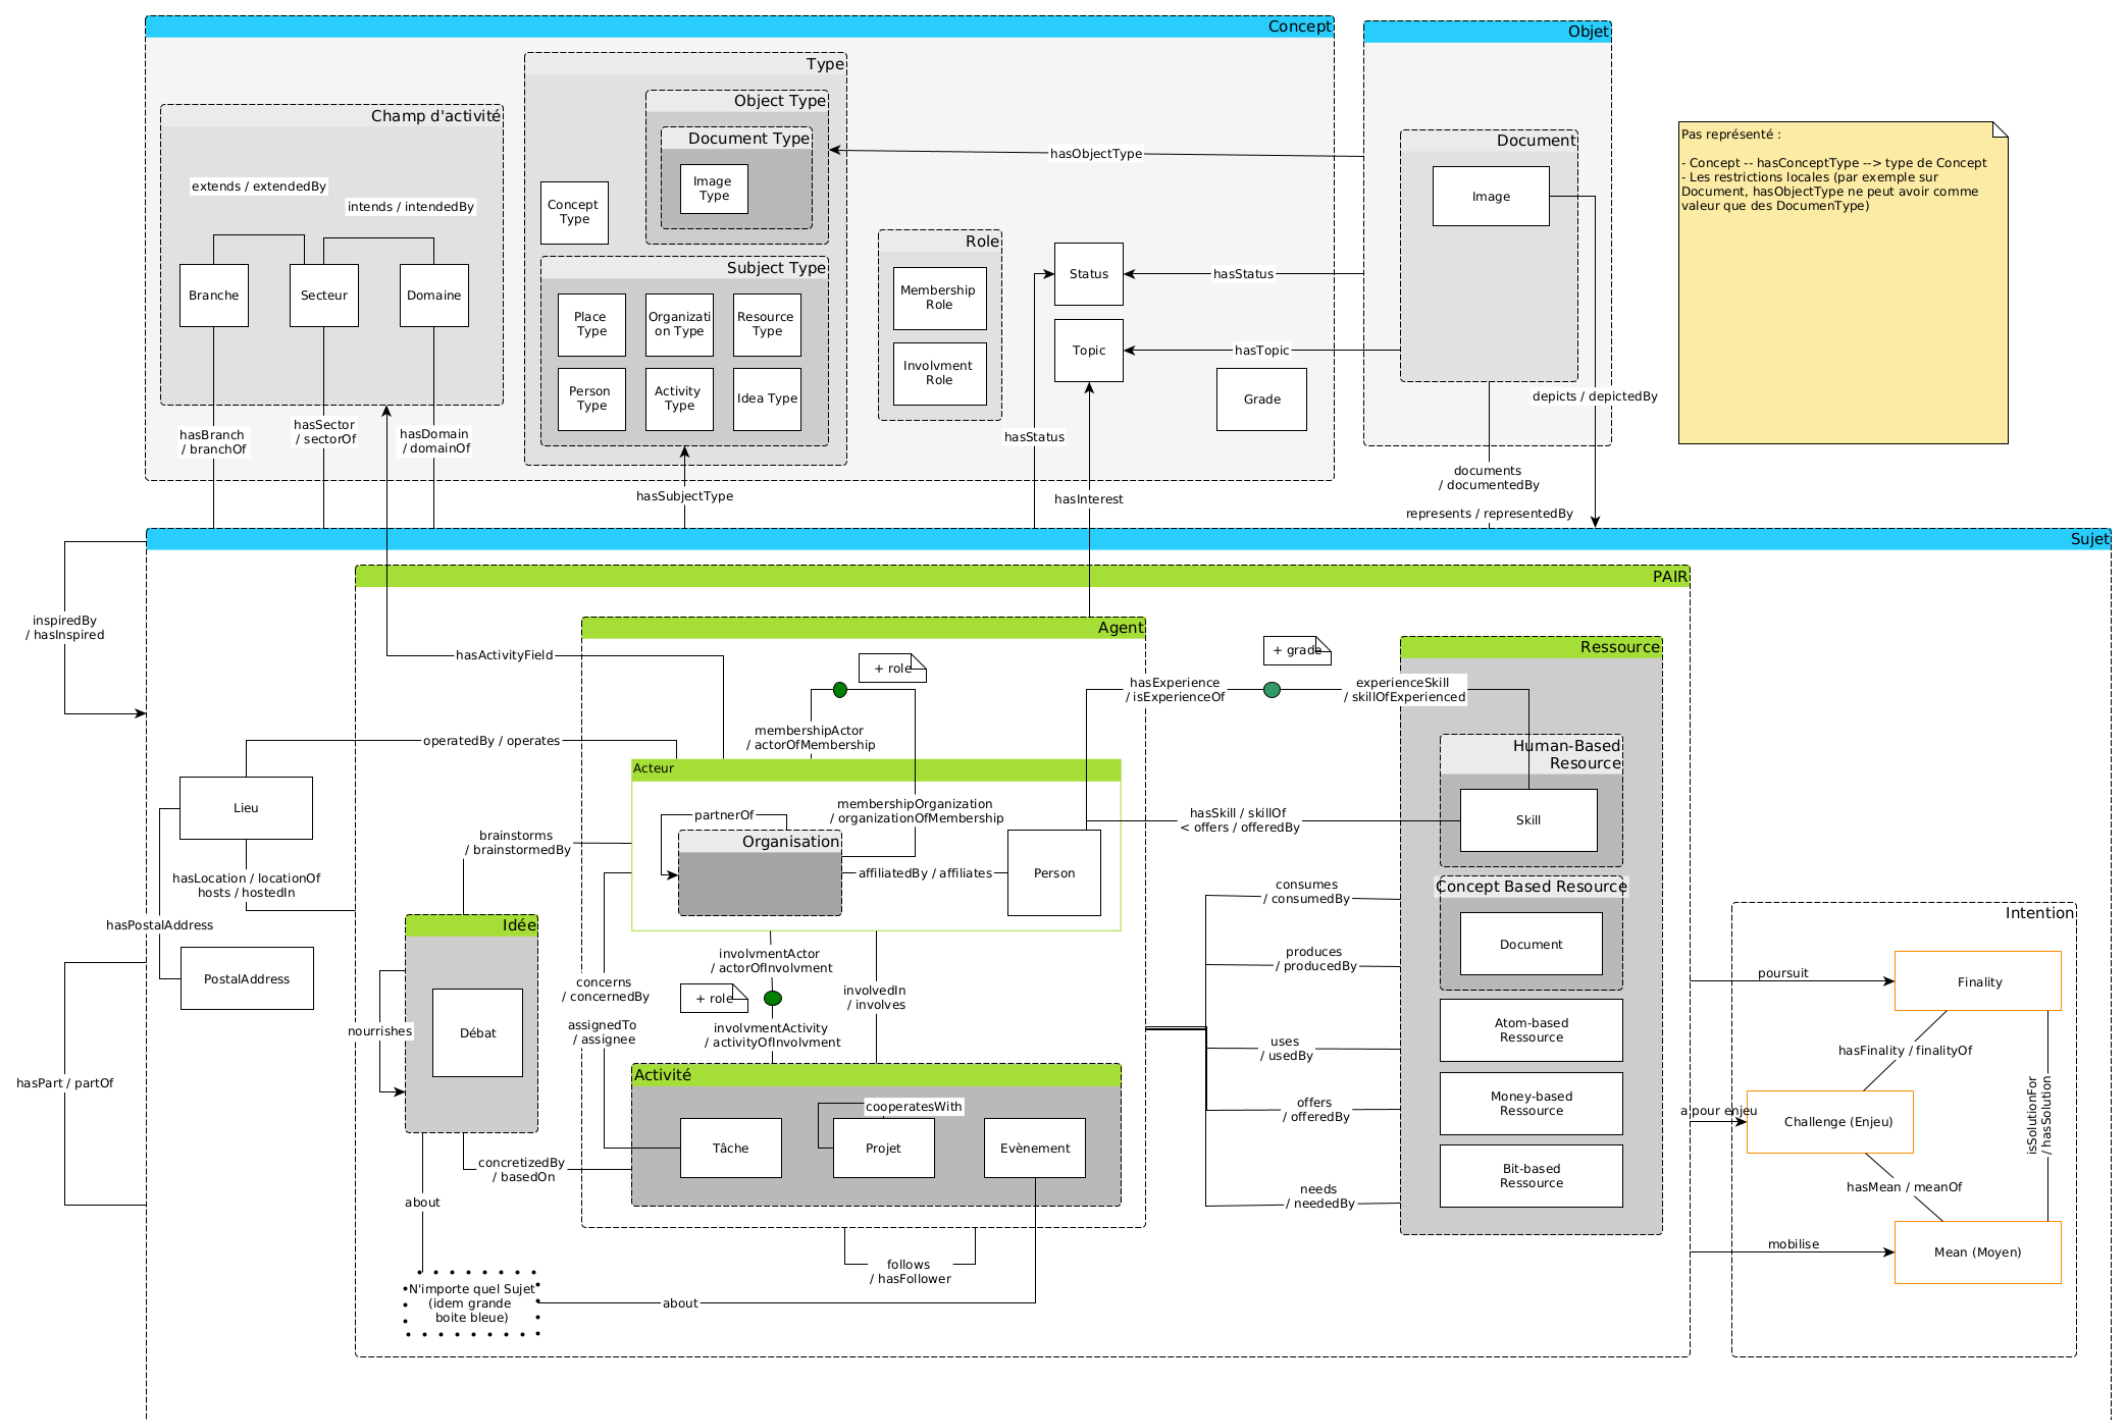 Concept
Objet
Type
Object Type
Document Type
Image
Type
Concept
Type
Champ d'activité
extends / extendedBy
intends / intendedBy
Branche
Secteur
Domaine
hasBranch
/ branchOf
hasSector
/ sectorOf
hasDomain
/ domainOf
Subject Type
Place
Type
Organizati
on Type
Resource
Type
Person
Type
Activity
Type
Idea Type
hasSubjectType
Role
Membership
Role
Involvment
Role
Status
Topic
Grade
hasObjectType
hasStatus
hasTopic
hasStatus
hasInterest
Document
Image
depicts / depictedBy
documents
/ documentedBy
represents / representedBy
Pas représenté :
- Concept -- hasConceptType --> type de Concept
- Les restrictions locales (par exemple sur
Document, hasObjectType ne peut avoir comme
valeur que des DocumenType)
Sujet
inspiredBy
/ hasInspired
hasPart / partOf
PAIR
Agent
hasActivityField
+ role
membershipActor
/ actorOfMembership
operatedBy / operates
Lieu
hasLocation / locationOf
hosts / hostedIn
hasPostalAddress
PostalAddress
Acteur
partnerOf
Organisation
membershipOrganization
/ organizationOfMembership
affiliatedBy / affiliates
Person
brainstorms
/ brainstormedBy
Idée
Débat
nourrishes
concerns
/ concernedBy
assignedTo
/ assignee
involvmentActor
/ actorOfInvolvment
+ role
involvmentActivity
/ activityOfInvolvment
involvedIn
/ involves
Activité
cooperatesWith
Tâche
Projet
Evènement
concretizedBy
/ basedOn
about
N'importe quel Sujet
(idem grande
boite bleue)
about
follows
/ hasFollower
+ grade
hasExperience
/ isExperienceOf
experienceSkill
/ skillOfExperienced
hasSkill / skillOf
< offers / offeredBy
consumes
/ consumedBy
produces
/ producedBy
uses
/ usedBy
offers
/ offeredBy
needs
/ neededBy
Ressource
Human-Based
Resource
Skill
Concept Based Resource
Document
Atom-based
Ressource
Money-based
Ressource
Bit-based
Ressource
Intention
poursuit
Finality
hasFinality / finalityOf
a pour enjeu
Challenge (Enjeu)
isSolutionFor
/ hasSolution
hasMean / meanOf
mobilise
Mean (Moyen)